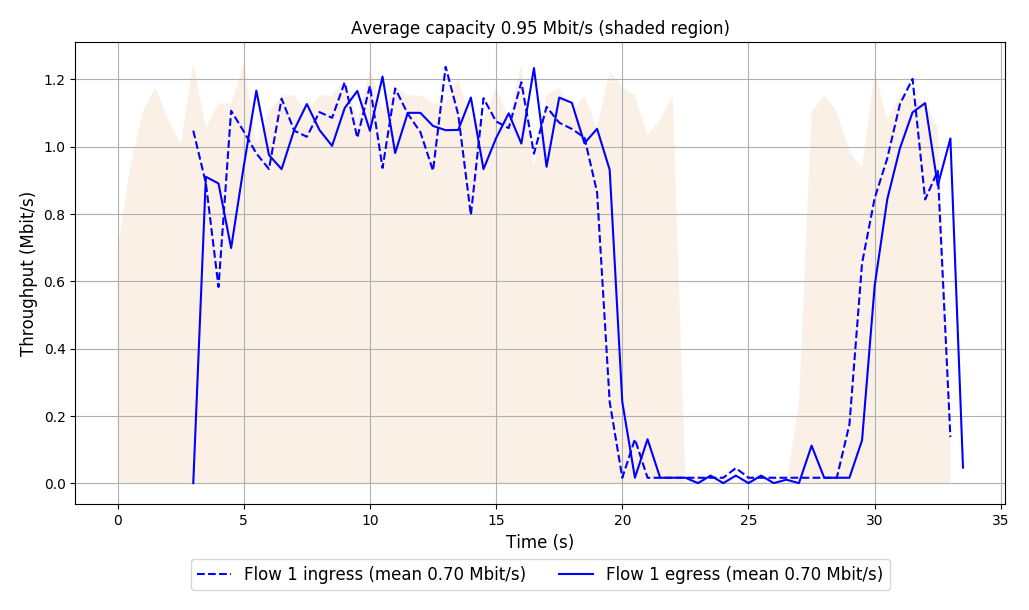 Average capacity 0.95 Mbit/s (shaded region)
Throughput (Mbit/s)
1.2
1.0
0.8
0.6
0.4
0.2
0.0
0 5 10 15 20 25 30 35
Time (s)
Flow 1 ingress (mean 0.70 Mbit/s) Flow 1 egress (mean 0.70 Mbit/s)